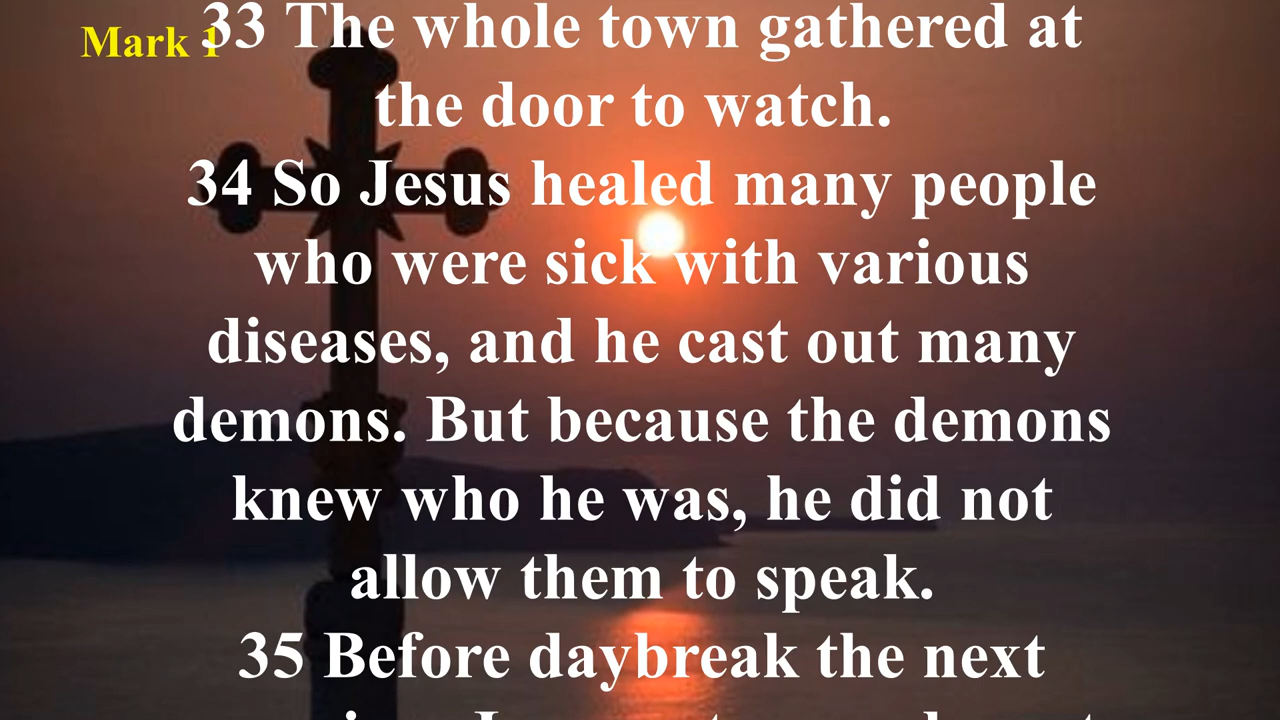 Mark 1
33 The whole town gathered at
the door to watch.
34 So Jesus healed many people
who were sick with various
diseases, and he cast out many
demons. But because the demons
knew who he was, he did not
allow them to speak.
35 Before daybreak the next